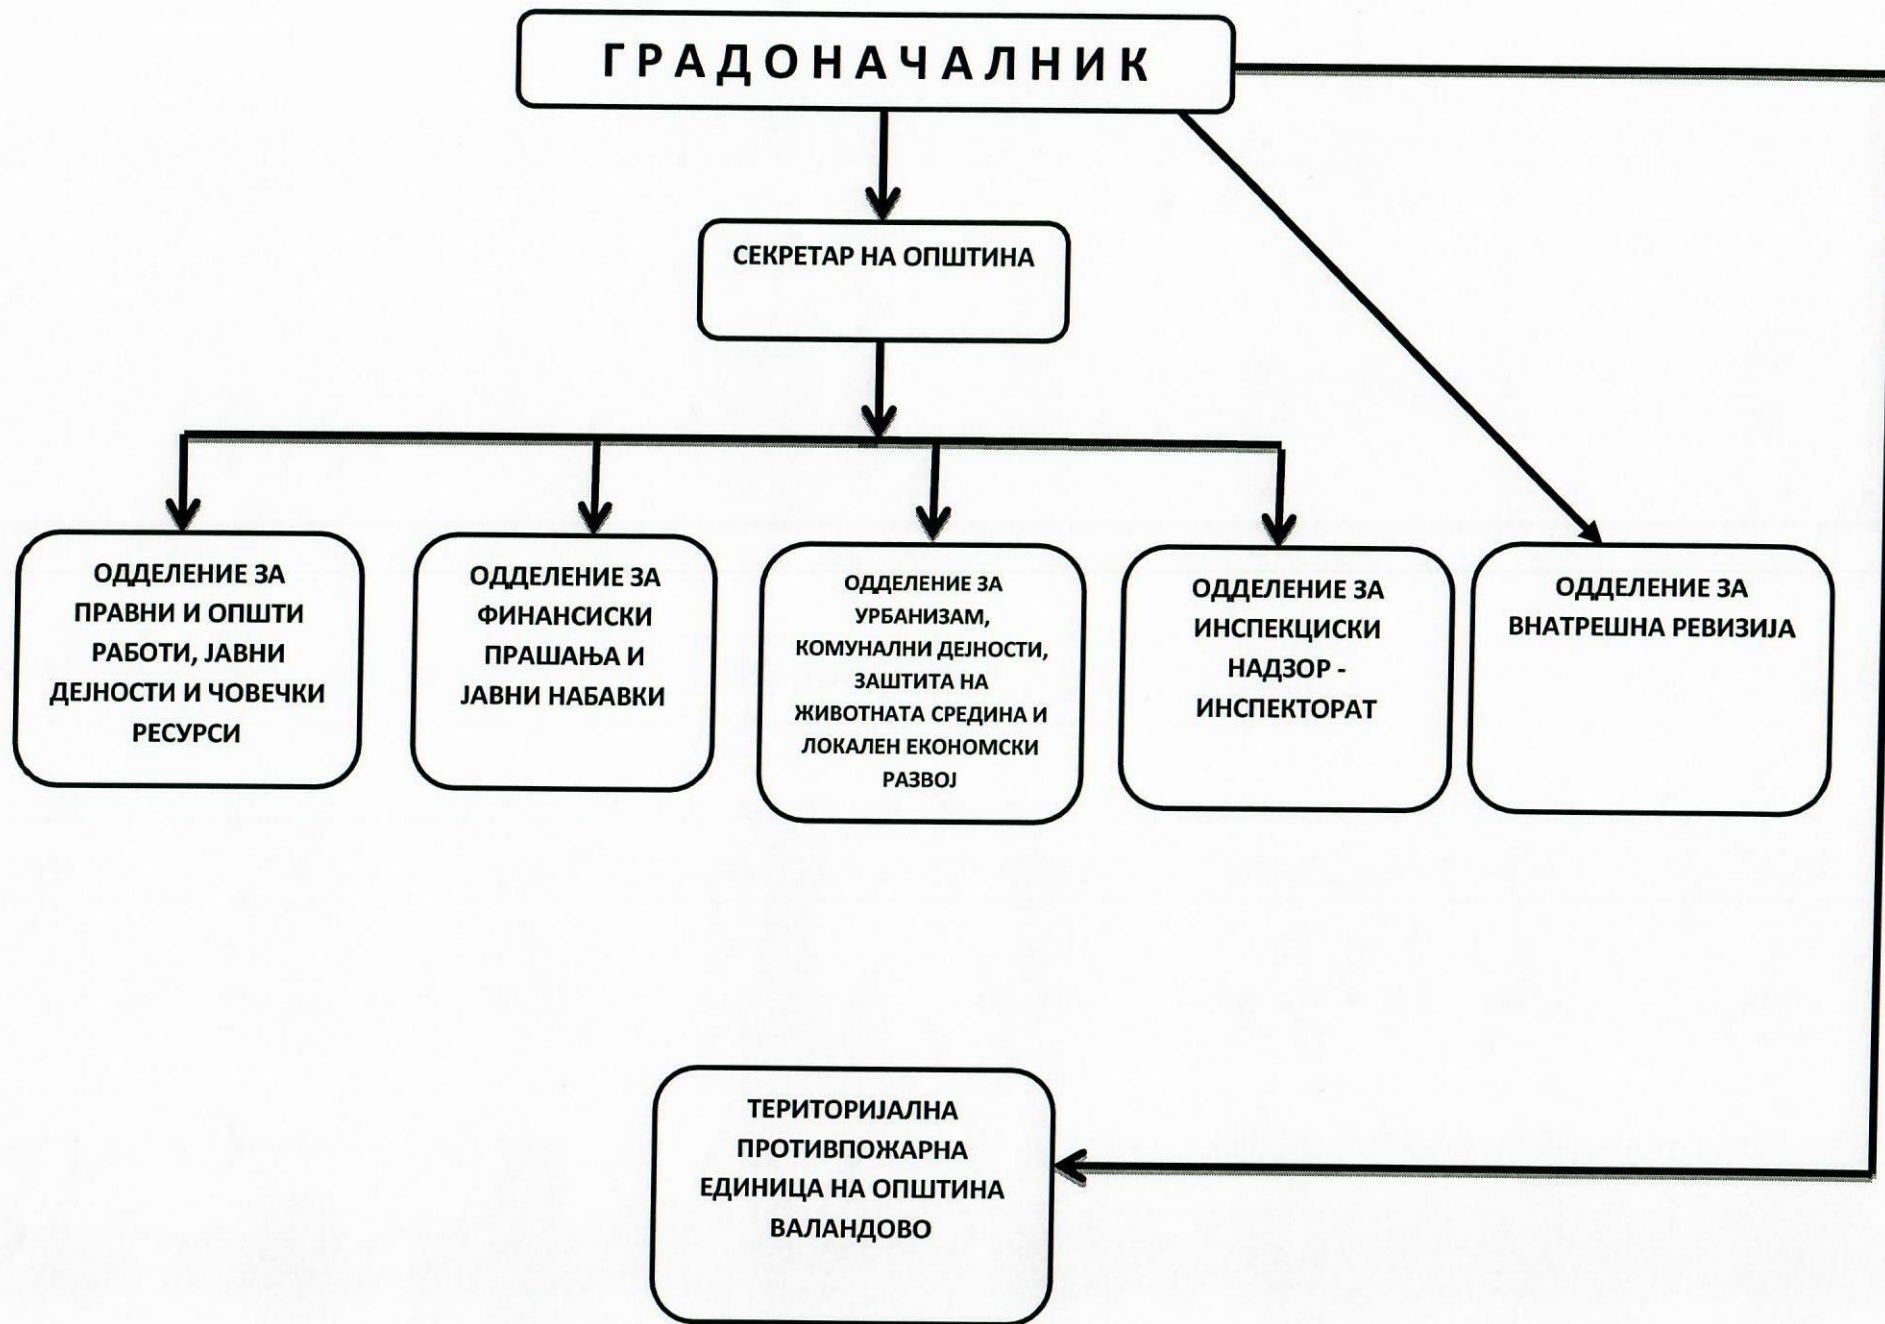 ГРАДОНАЧАЛНИК
СЕКРЕТАР НА ОПШТИНА
ОДДЕЛЕНИЕ ЗА
ПРАВНИ И ОПШТИ
РАБОТИ, ЈАВНИ
ДЕЈНОСТИ И ЧОВЕЧКИ
РЕСУРСИ
ОДДЕЛЕНИЕ ЗА
ФИНАНСИСКИ
ПРАШАЊА И
ЈАВНИ НАБАВКИ
ОДДЕЛЕНИЕ ЗА
УРБАНИЗАМ,
КОМУНАЛНИ ДЕЈНОСТИ,
ЗАШТИТА НА
ЖИВОТНАТА СРЕДИНА И
ЛОКАЛЕН ЕКОНОМСКИ
РАЗВОЈ
ОДДЕЛЕНИЕ ЗА
ИНСПЕКЦИСКИ
НАДЗОР -
ИНСПЕКТОРАТ
ОДДЕЛЕНИЕ ЗА
ВНАТРЕШНА РЕВИЗИЈА
ТЕРИТОРИЈАЛНА
ПРОТИВПОЖАРНА
ЕДИНИЦА НА ОПШТИНА
ВАЛАНДОВО